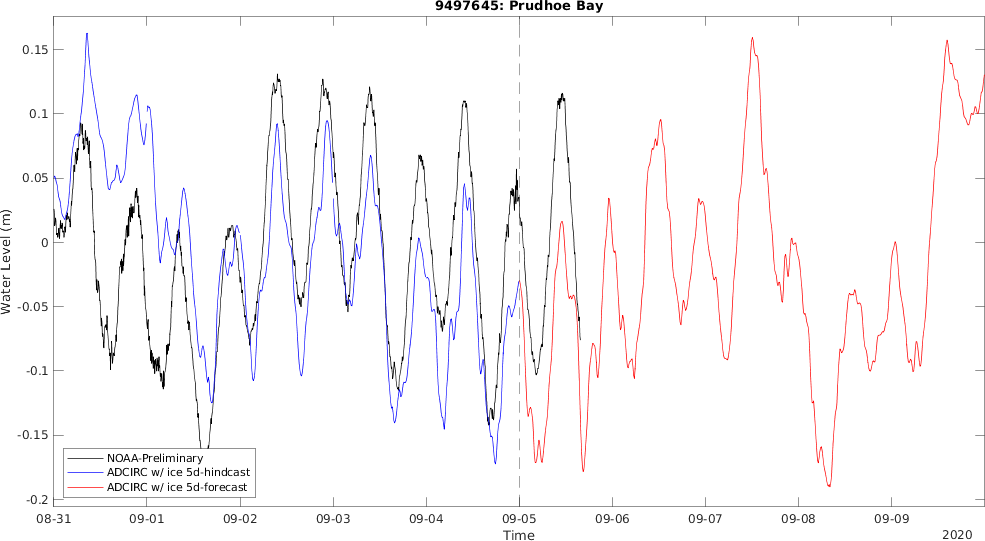 9497645: Prudhoe Bay
0.15
0.1
0.05
0
-0.05
-0.1
-0.15
-0.2
Water Level (m)
NOAA-Preliminary
ADCIRC w/ ice 5d-hindcast
ADCIRC w/ ice 5d-forecast
08-31 09-01 09-02 09-03 09-04 09-05 09-06 09-07 09-08 09-09
Time
2020